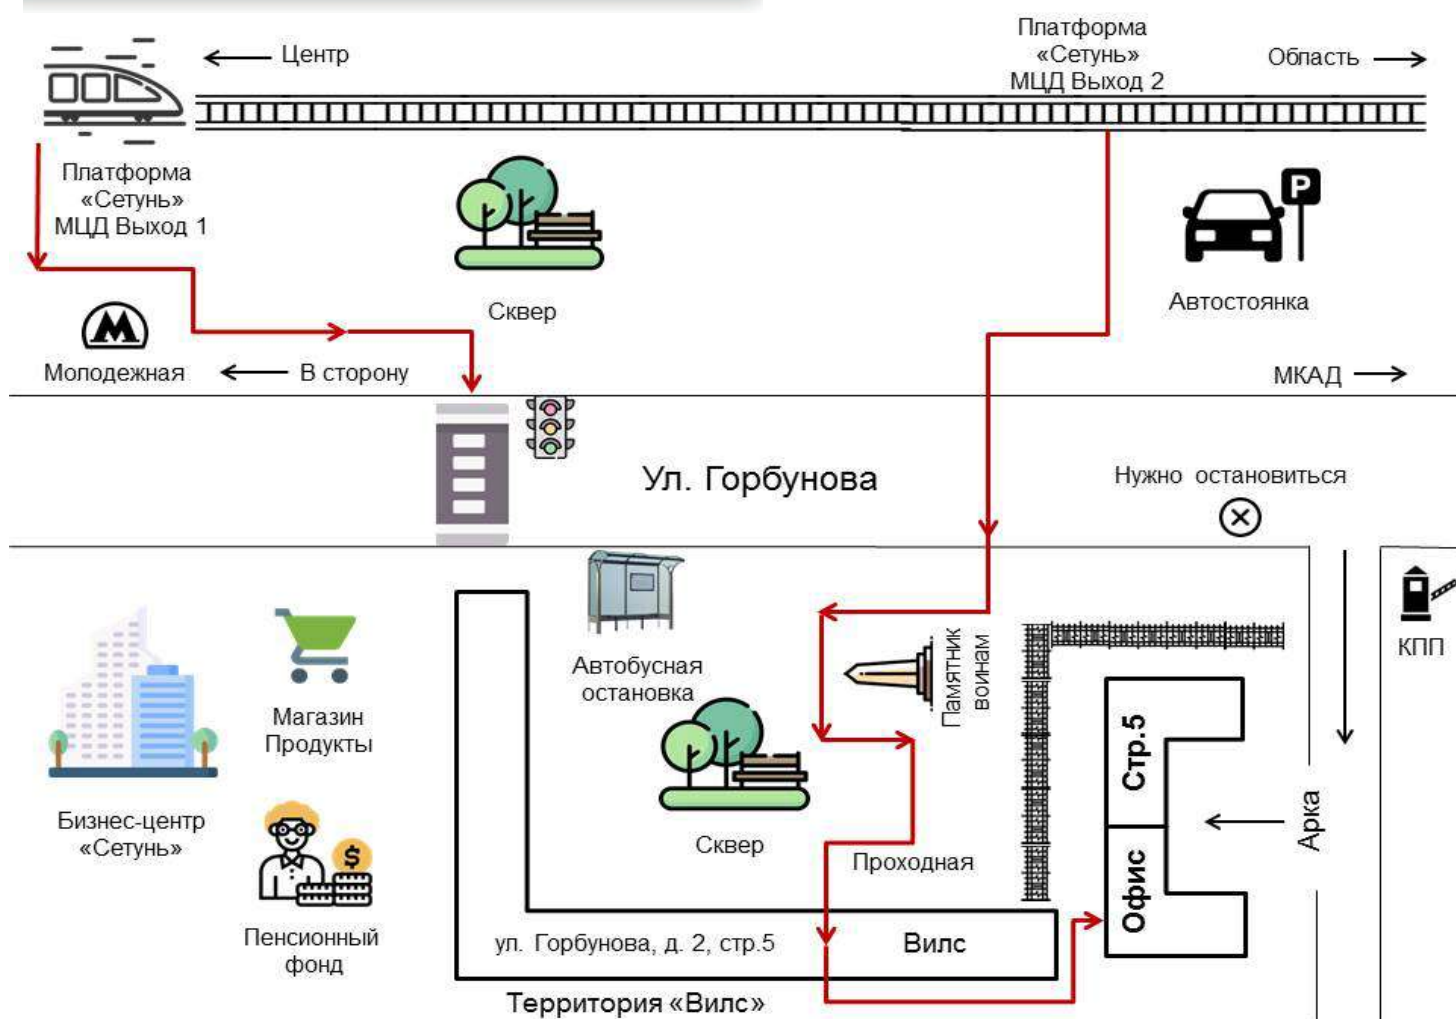 Центр
Платформа
«Сетунь»
МЦД Выход 2
Область
Платформа
«Сетунь»
МЦД Выход 1
P
Сквер
Автостоянка
М
Молодежная
В сторону
МКАД
Ул. Горбунова
Нужно остановиться
Автобусная
остановка
Памятник
воинам
КПП
Магазин
Продукты
Стр.5
Бизнес-центр
«Сетунь»
$
Сквер
Проходная
Арка
Офис
Пенсионный
фонд
ул. Горбунова, д. 2, стр.5
Вилс
Территория «Вилс»